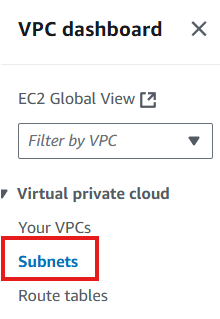 VPC dashboard
EC2 Global View
Filter by VPC
Virtual private cloud
Your VPCs
Subnets
Route tables